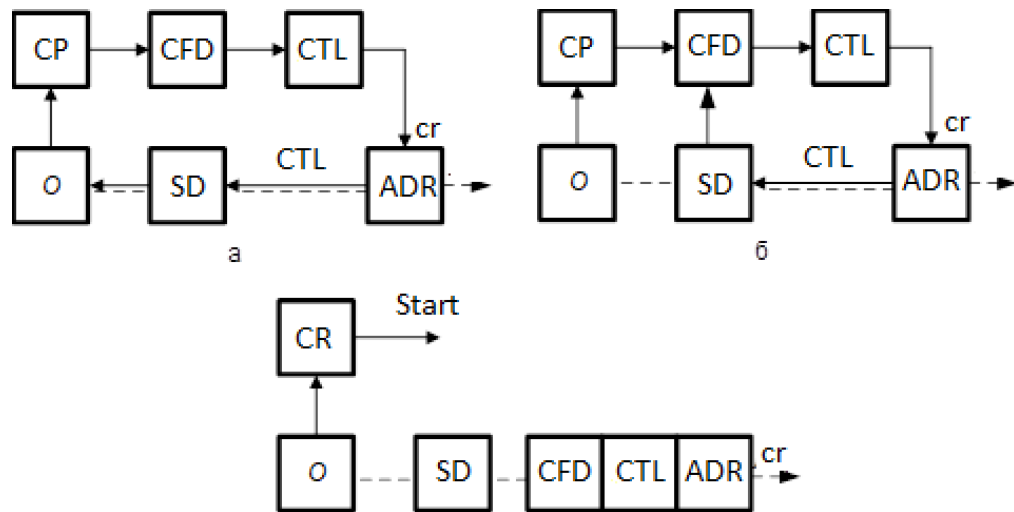 CP CFD CTL
cr
CTL
O SD ADR
а
CP CFD CTL
cr
CTL
O SD ADR
б
Start
CR
cr
O SD CFD CTL ADR